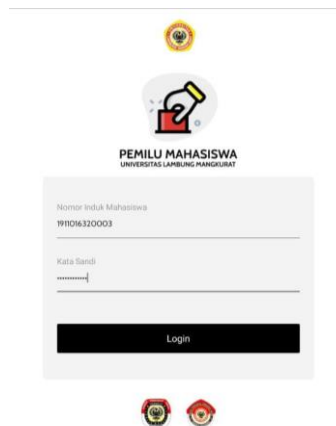 PEMILU MAHASISWA
UNIVERSITAS LAMBUNG MANGKURAT
Nomor Induk Mahasiswa
1911016320003
Kata Sandi
Login